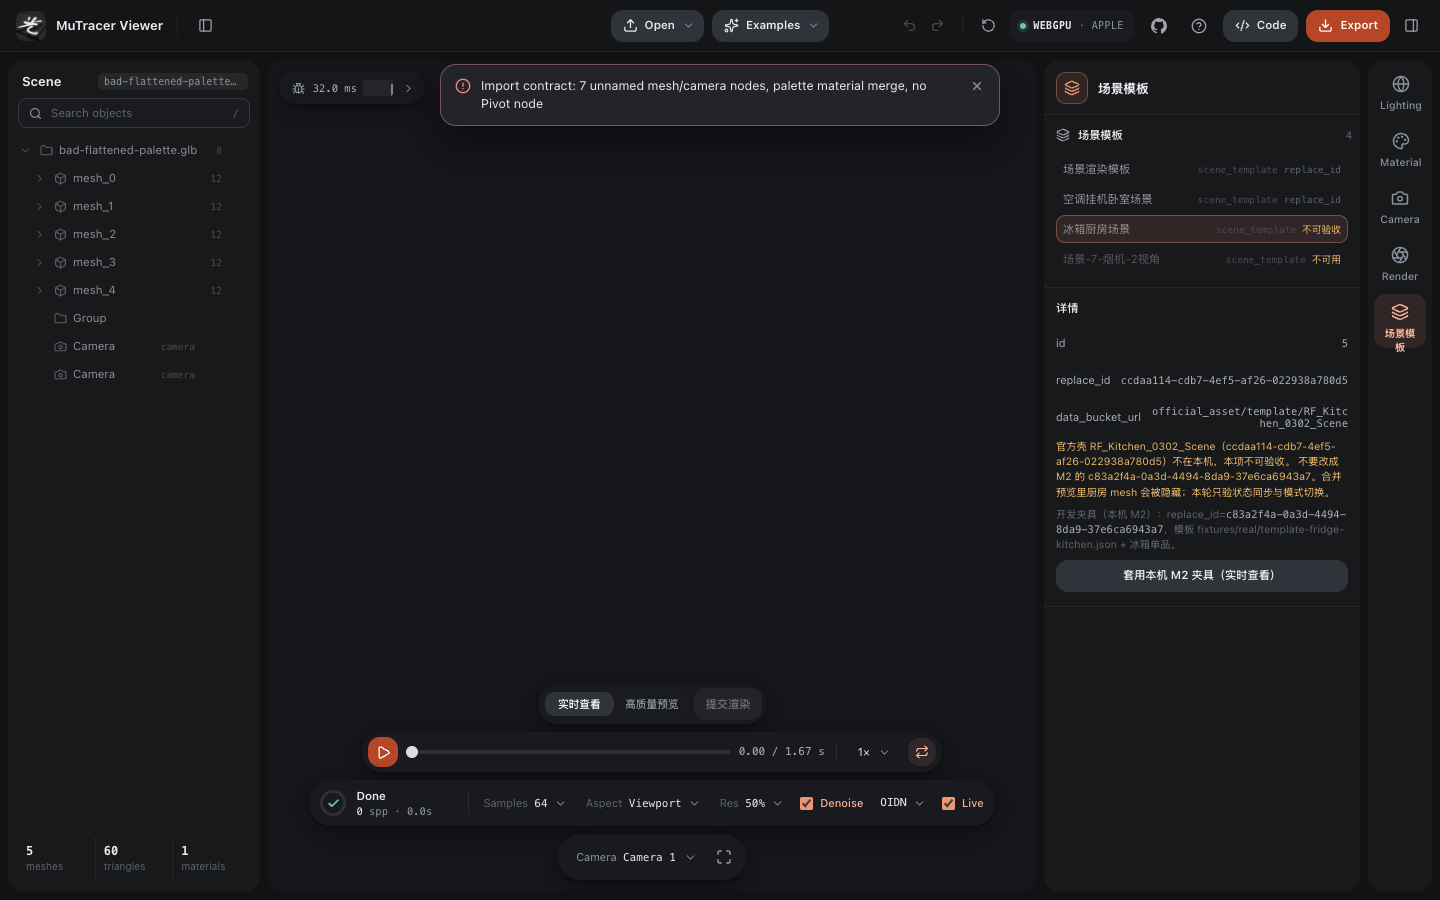 MuTracer Viewer
Open
Examples
WEBGPU · APPLE
Code
Export
Scene
bad-flattened-palette…
Search objects
/
bad-flattened-palette.glb 8
mesh_0 12
mesh_1 12
mesh_2 12
mesh_3 12
mesh_4 12
Group
Camera camera
Camera camera
5
meshes
60
triangles
1
materials
32.0 ms
Import contract: 7 unnamed mesh/camera nodes, palette material merge, no
Pivot node
实时查看
高质量预览
提交渲染
0.00 / 1.67 s
1×
Done
0 spp · 0.0s
Samples 64
Aspect Viewport
Res 50%
Denoise
OIDN
Live
Camera Camera 1
场景模板
场景模板 4
场景渲染模板 scene_template replace_id
空调挂机卧室场景 scene_template replace_id
冰箱厨房场景 scene_template 不可验收
场景-7-烟机-2视角 scene_template 不可用
详情
id 5
replace_id ccdaa114-cdb7-4ef5-af26-022938a780d5
data_bucket_url official_asset/template/RF_Kitc
hen_0302_Scene
官方壳 RF_Kitchen_0302_Scene（ccdaa114-cdb7-4ef5-
af26-022938a780d5）不在本机，本项不可验收。 不要改成
M2 的 c83a2f4a-0a3d-4494-8da9-37e6ca6943a7。合并
预览里厨房 mesh 会被隐藏；本轮只验状态同步与模式切换。
开发夹具（本机 M2）：replace_id=c83a2f4a-0a3d-4494-
8da9-37e6ca6943a7，模板 fixtures/real/template-fridge-
kitchen.json + 冰箱单品。
套用本机 M2 夹具（实时查看）
Lighting
Material
Camera
Render
场景模
板